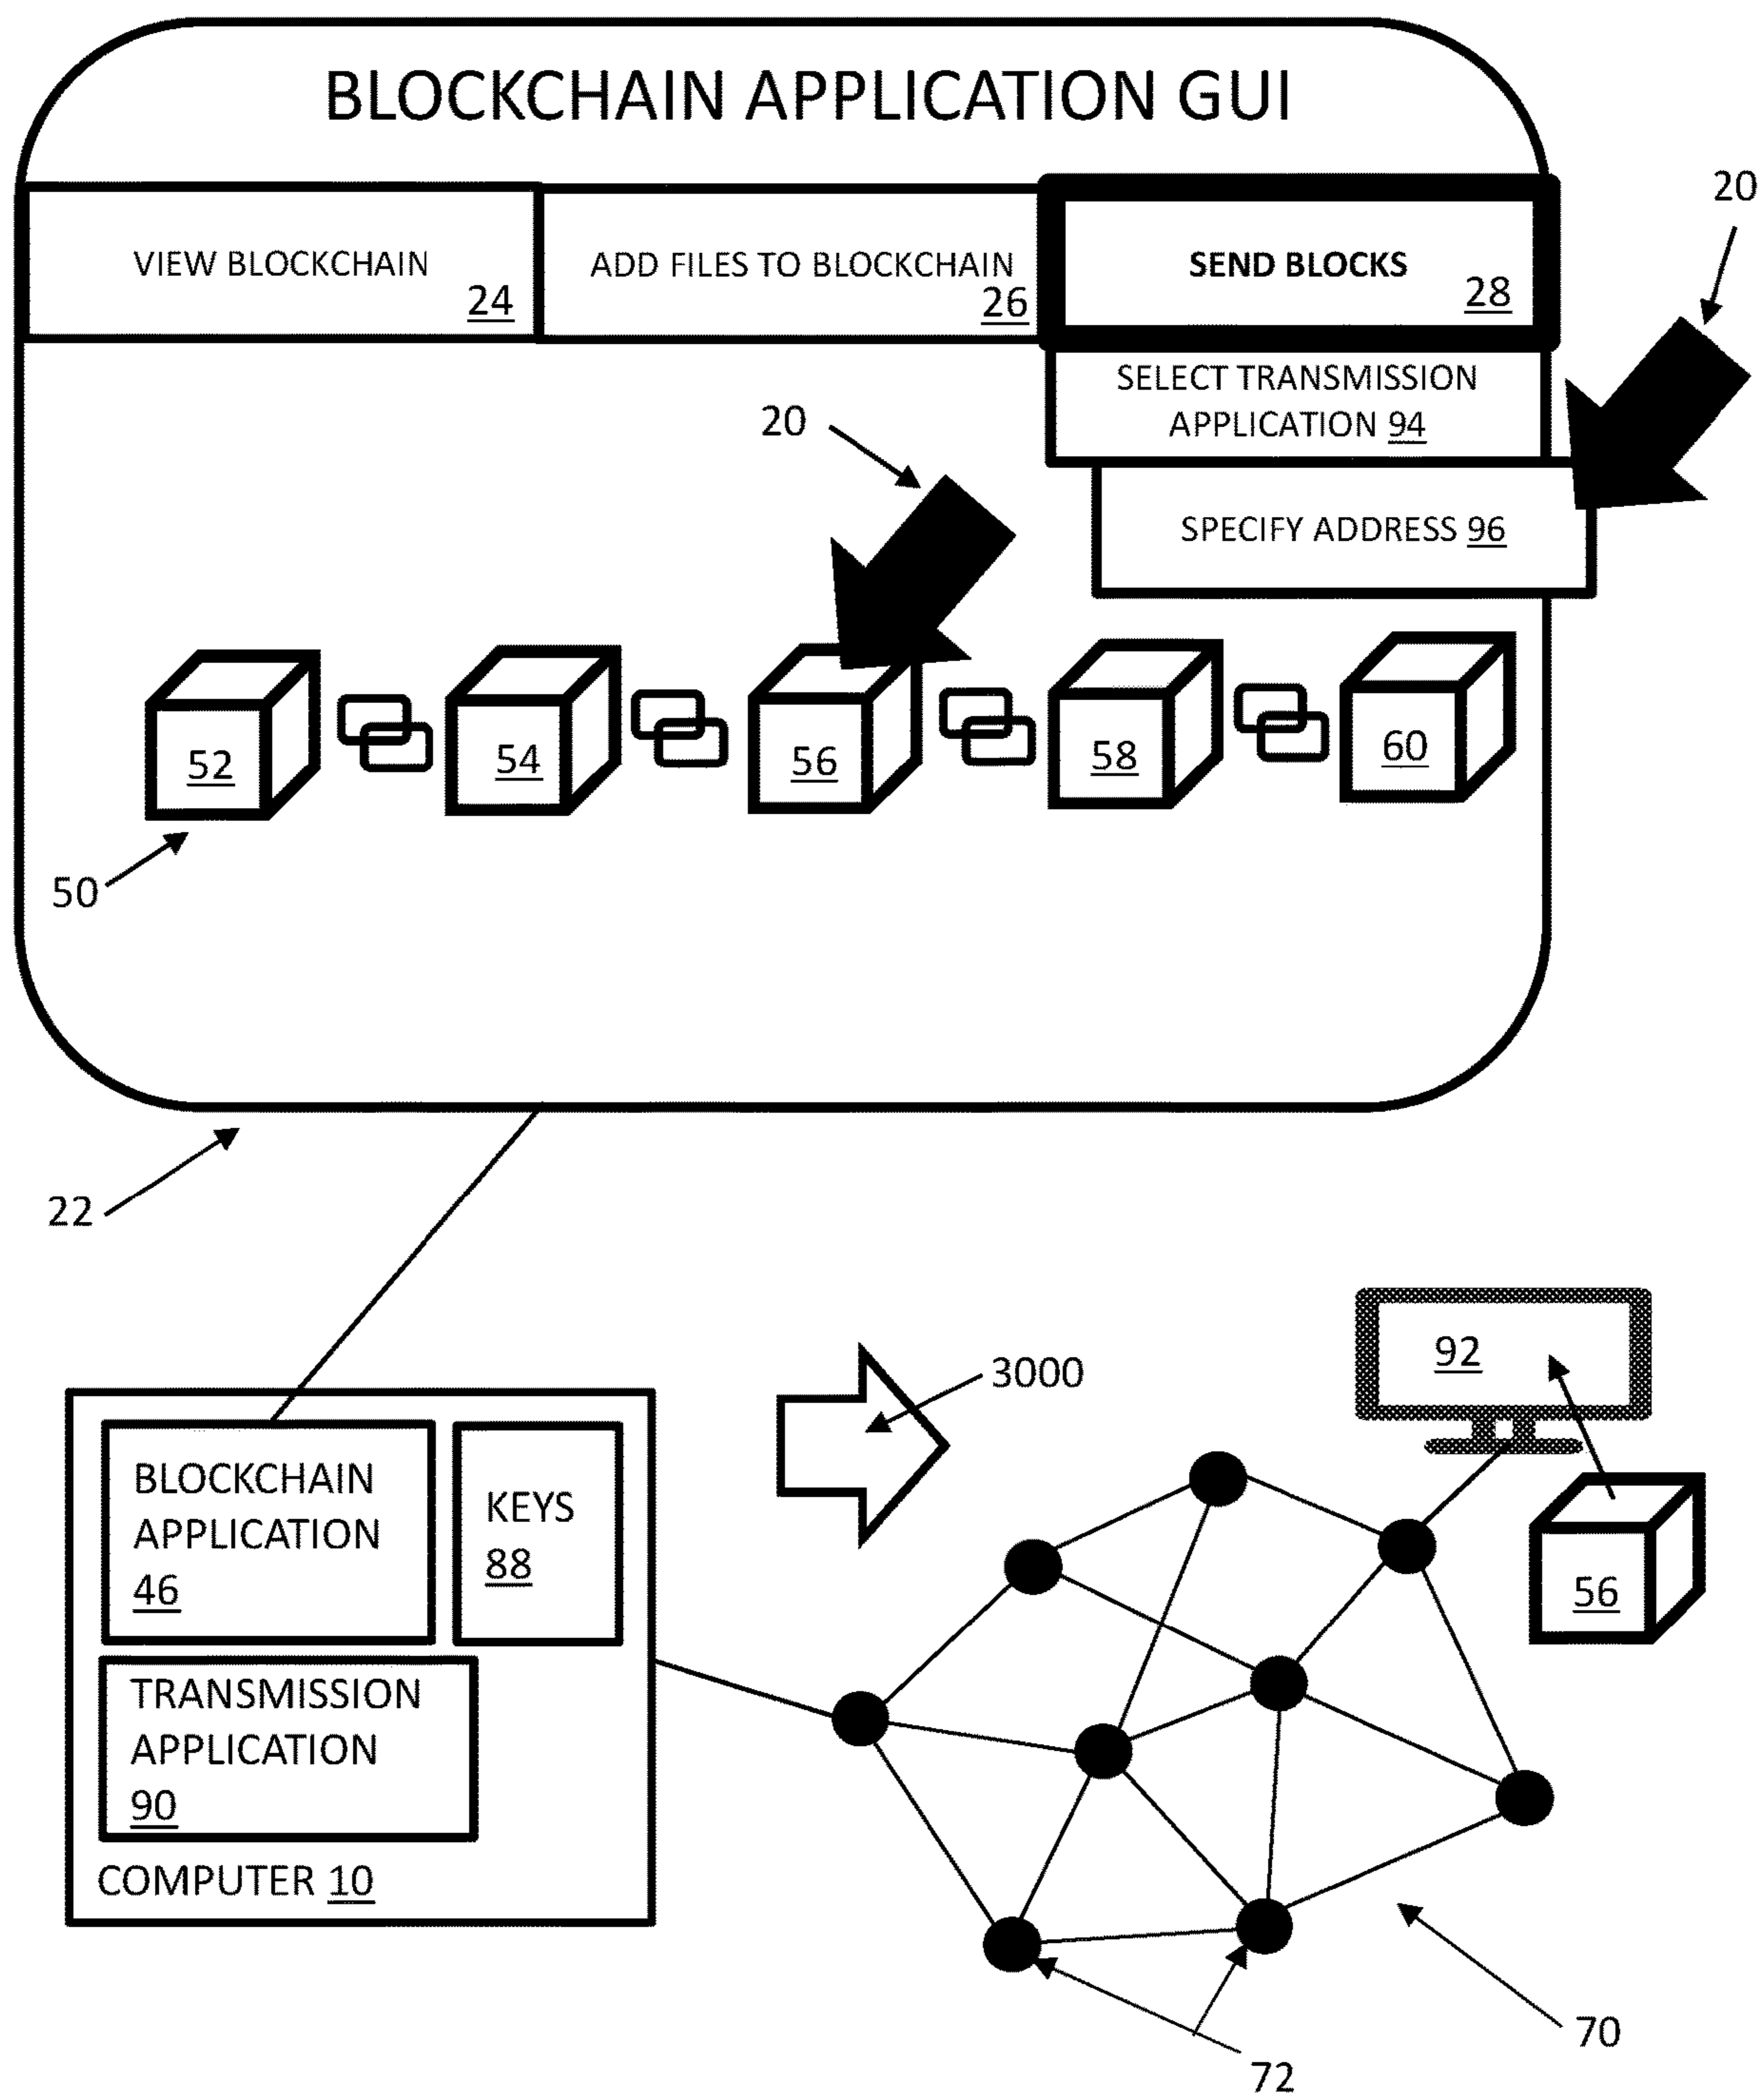 BLOCKCHAIN APPLICATION GUI
VIEW BLOCKCHAIN
24
ADD FILES TO BLOCKCHAIN
26
SEND BLOCKS
28
20
SELECT TRANSMISSION
APPLICATION 94
20
SPECIFY ADDRESS 96
52
54
56
58
60
50
22
3000
92
BLOCKCHAIN
APPLICATION
46
KEYS
88
56
TRANSMISSION
APPLICATION
90
COMPUTER 10
70
72